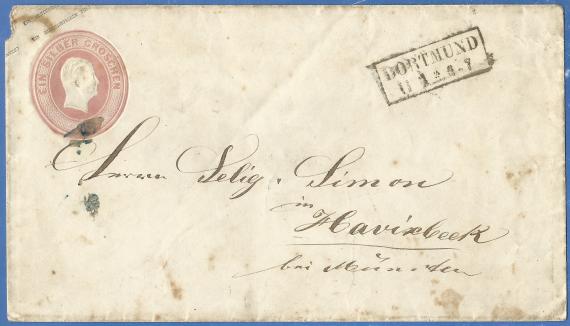 EIN SILBER GROSCHEN
DORTMUND
Herrn Selig. Simon
in
Havixbeck
bei Münster